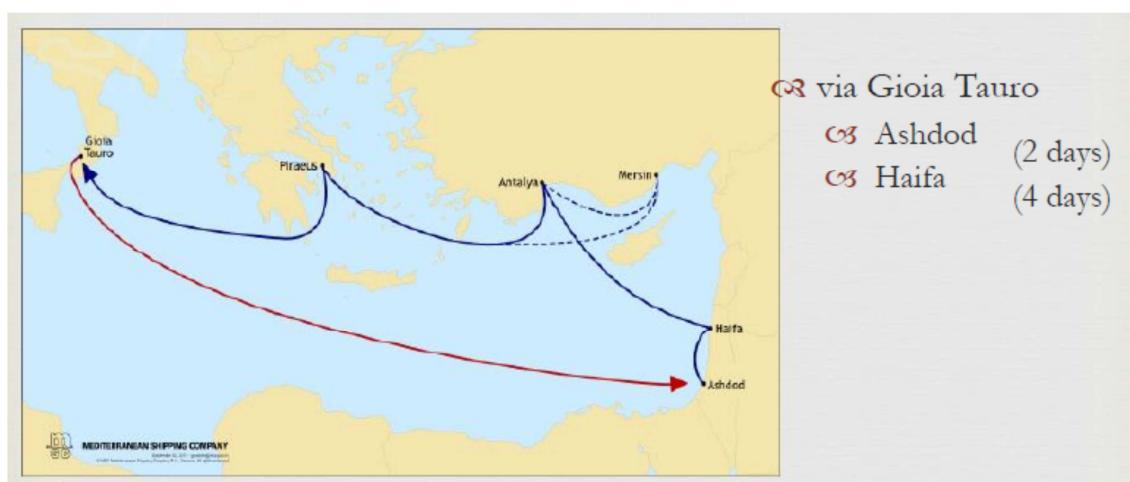 via Gioia Tauro
Ashdod
(2 days)
Haifa
(4 days)
Gioia
Tauro
Piraeus
Antalya
Mersin
Haifa
Ashdod
MEDITERRANEAN SHIPPING COMPANY